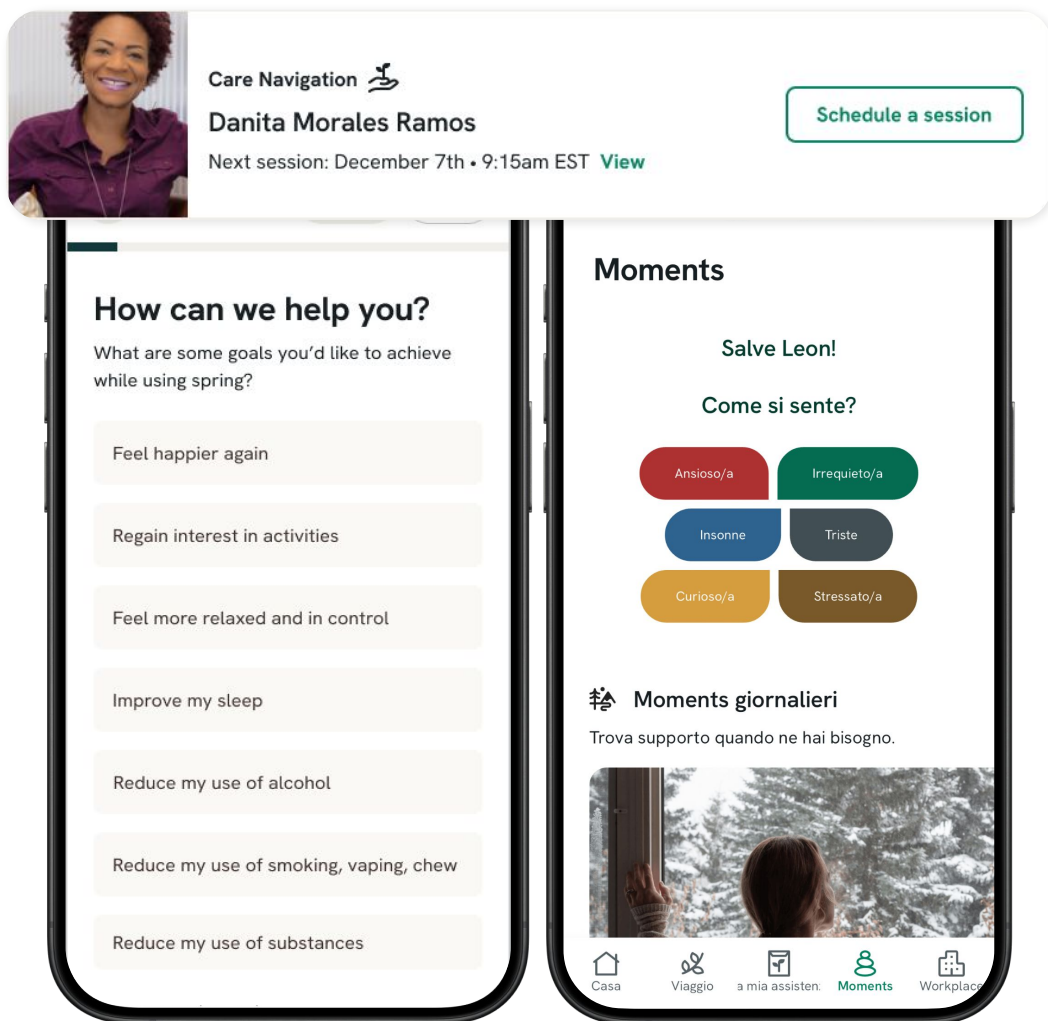 Care Navigation
Danita Morales Ramos
Schedule a session
Next session: December 7th • 9:15am EST View
How can we help you?
What are some goals you’d like to achieve
while using spring?
Feel happier again
Regain interest in activities
Feel more relaxed and in control
Improve my sleep
Reduce my use of alcohol
Reduce my use of smoking, vaping, chew
Reduce my use of substances
Moments
Salve Leon!
Come si sente?
Ansioso/a
Irrequieto/a
Insonne
Triste
Curioso/a
Stressato/a
Moments giornalieri
Trova supporto quando ne hai bisogno.
Casa
Viaggio
a mia assisten
Moments
Workplace